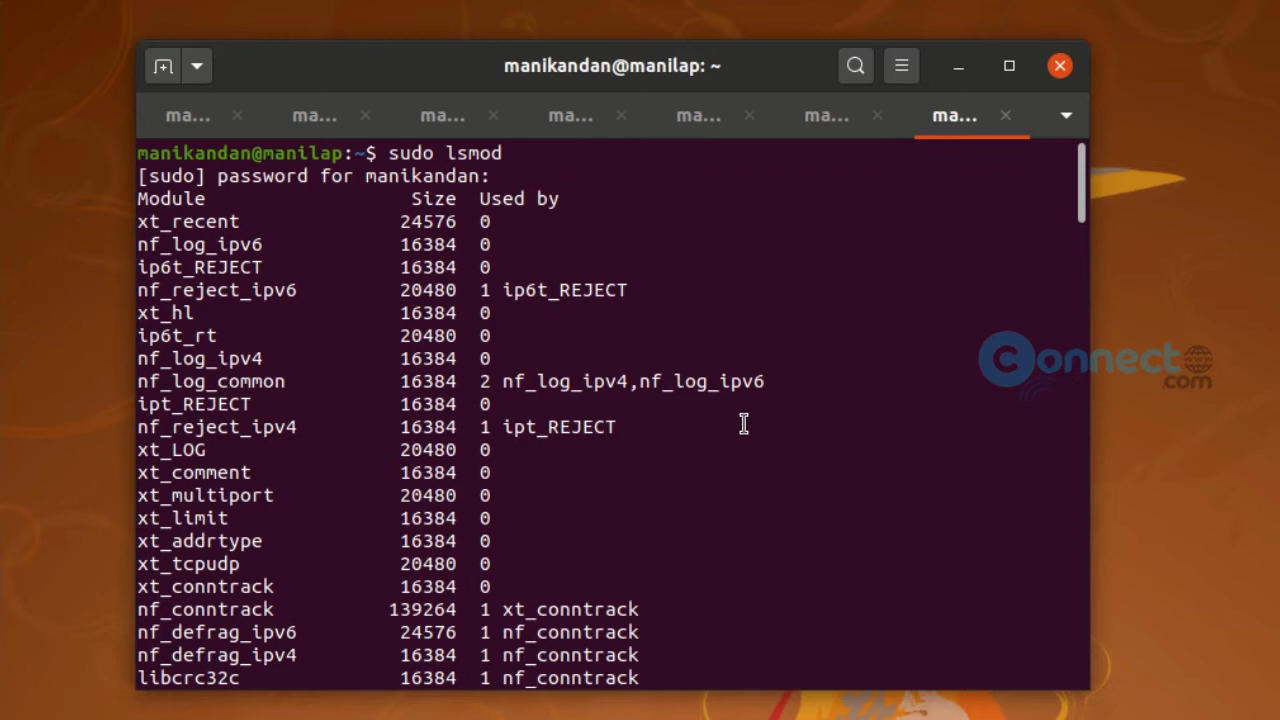 manikandan@manilap: ~
ma... ma... ma... ma... ma... ma... ma...
manikandan@manilap:~$ sudo lsmod
[sudo] password for manikandan:
Module Size Used by
xt_recent 24576 0
nf_log_ipv6 16384 0
ip6t_REJECT 16384 0
nf_reject_ipv6 20480 1 ip6t_REJECT
xt_hl 16384 0
ip6t_rt 20480 0
nf_log_ipv4 16384 0
nf_log_common 16384 2 nf_log_ipv4,nf_log_ipv6
ipt_REJECT 16384 0
nf_reject_ipv4 16384 1 ipt_REJECT
xt_LOG 20480 0
xt_comment 16384 0
xt_multiport 20480 0
xt_limit 16384 0
xt_addrtype 16384 0
xt_tcpudp 20480 0
xt_conntrack 16384 0
nf_conntrack 139264 1 xt_conntrack
nf_defrag_ipv6 24576 1 nf_conntrack
nf_defrag_ipv4 16384 1 nf_conntrack
libcrc32c 16384 1 nf_conntrack
connect
.com